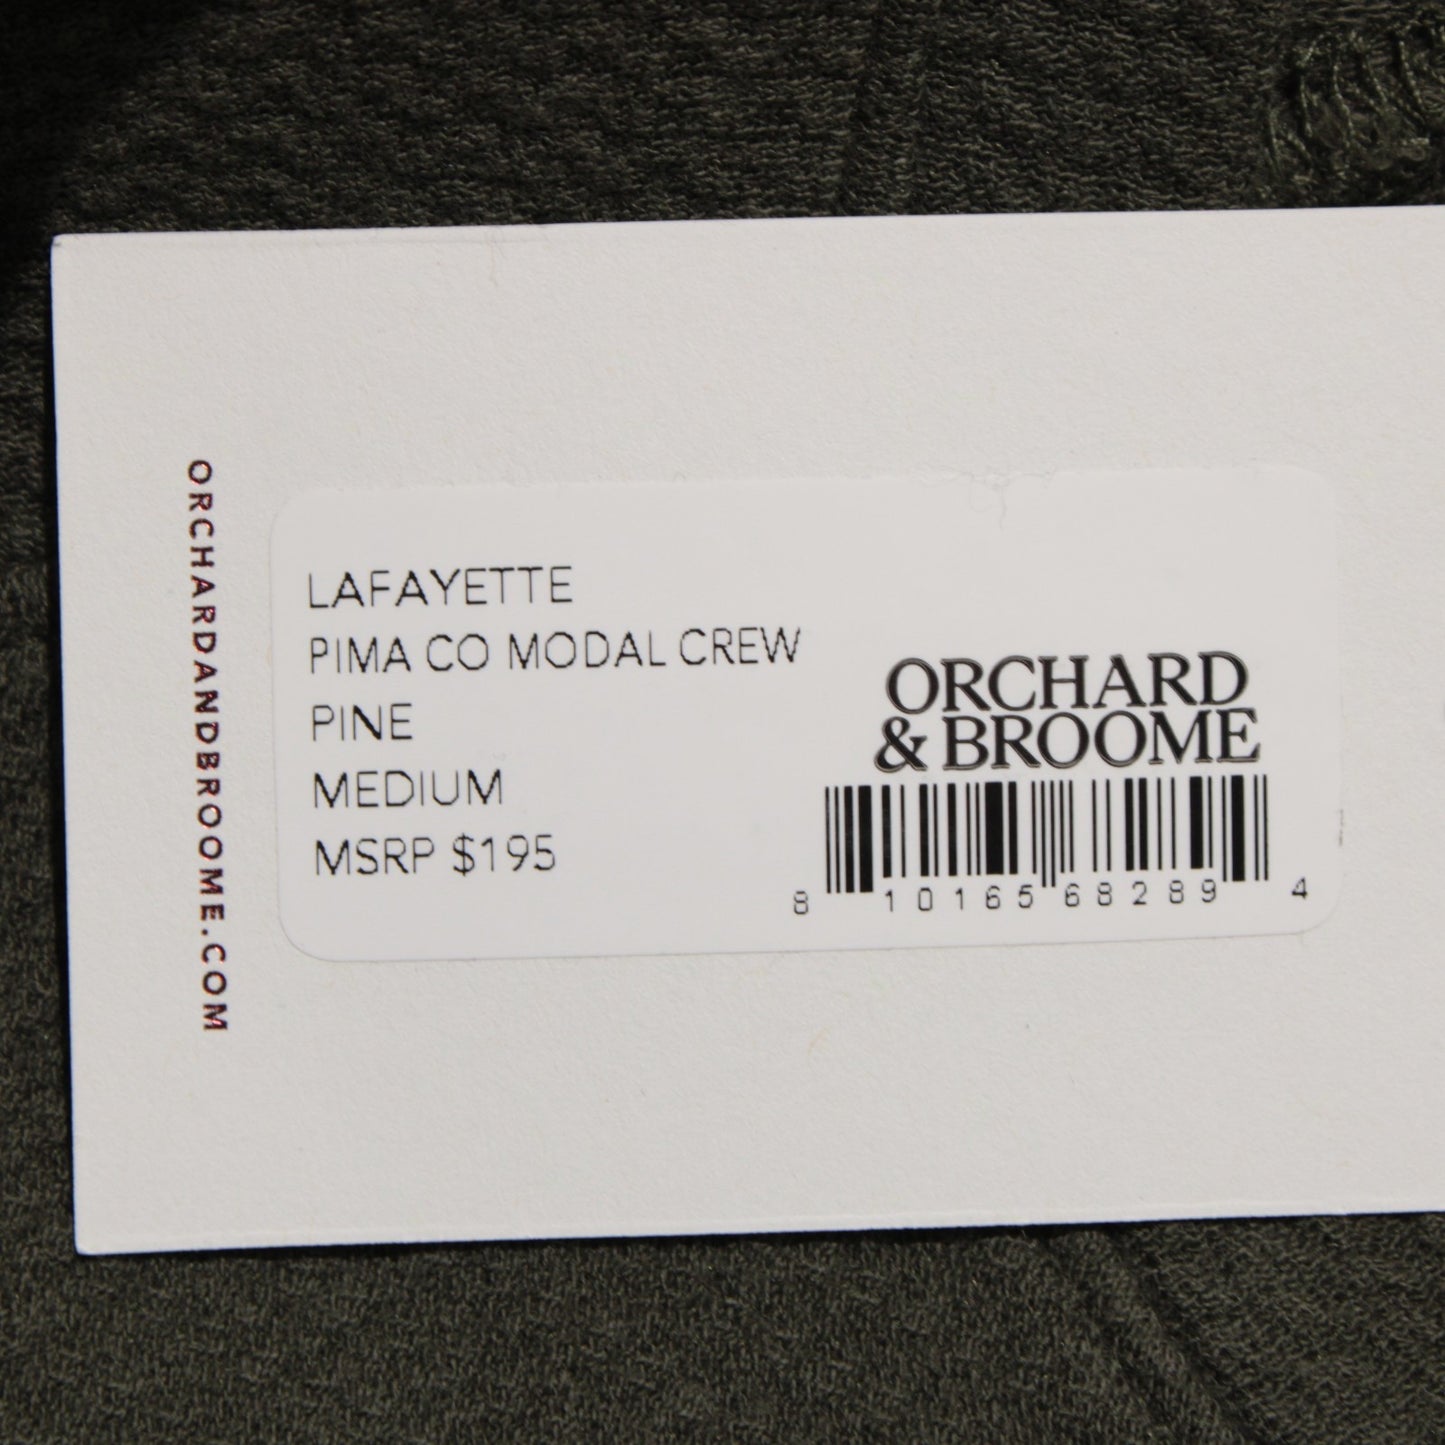 ORCHARDANDBROOME.COM
LAFAYETTE
PIMA CO MODAL CREW
PINE
MEDIUM
MSRP $195
ORCHARD
& BROOME
8 10165 68289 4